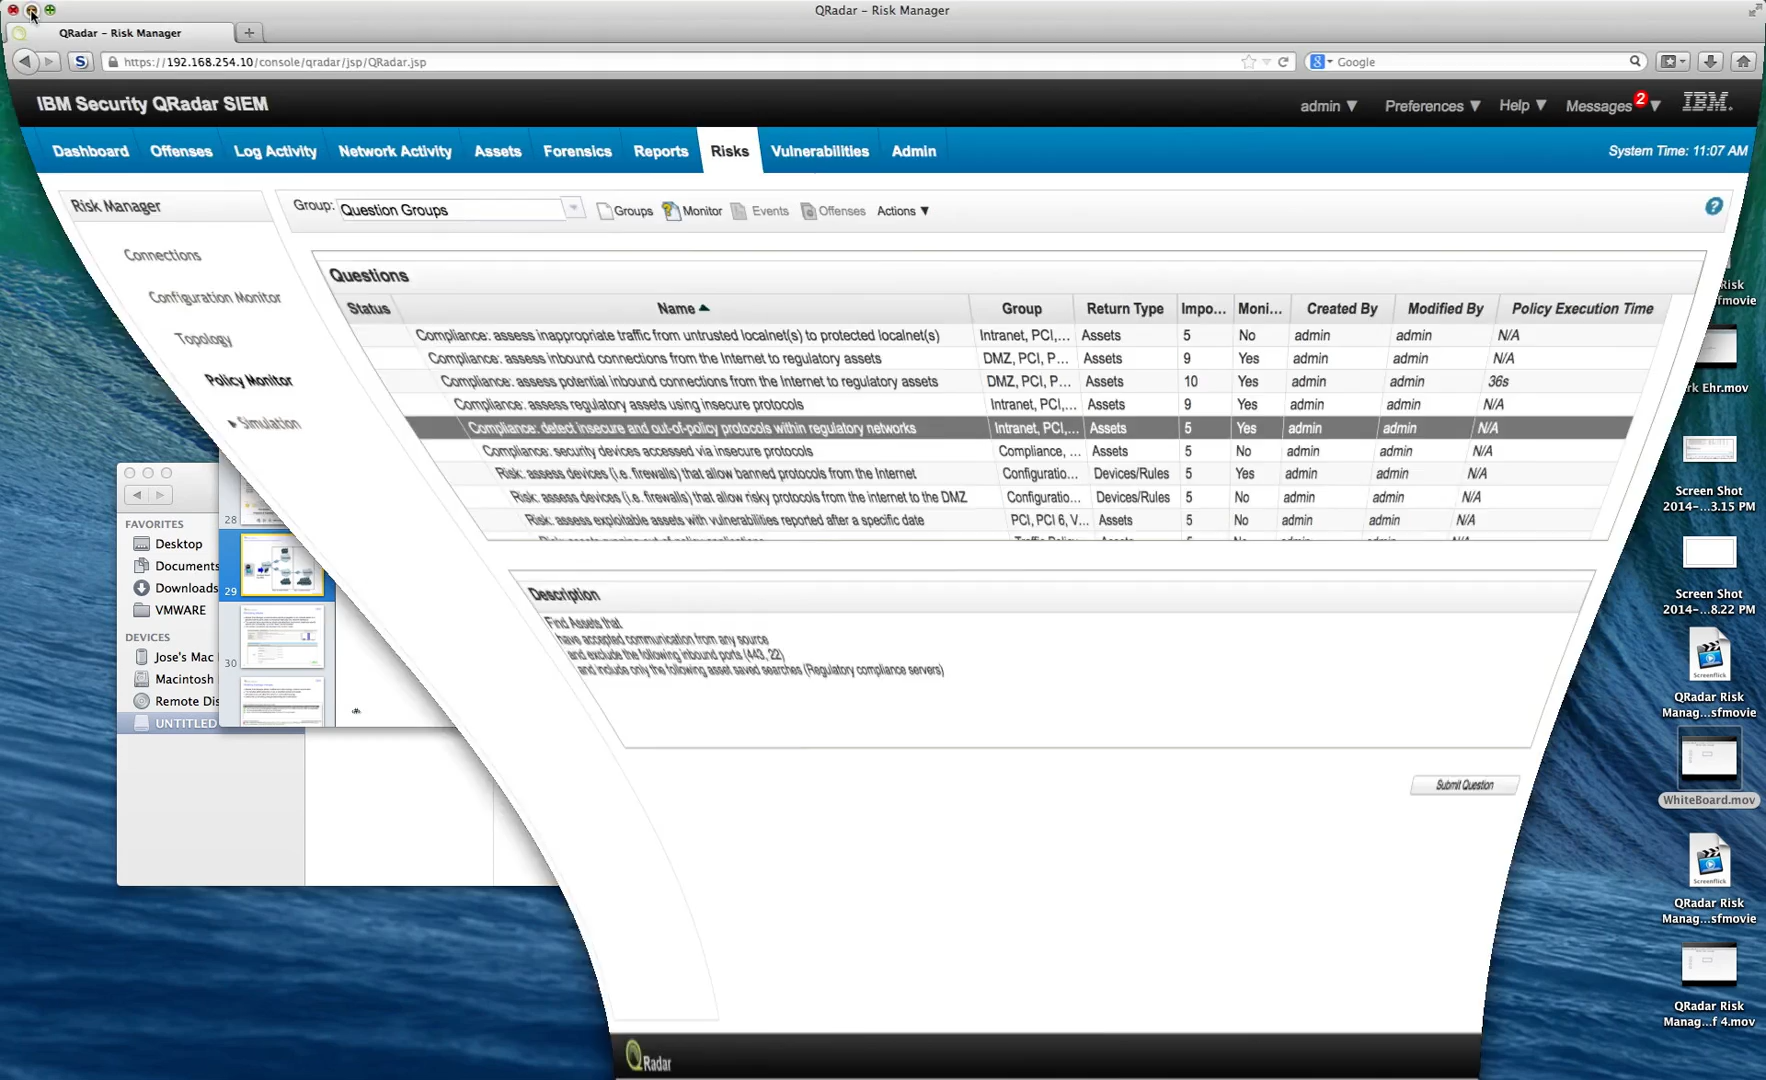 QRadar – Risk Manager
QRadar – Risk Manager
https://192.168.254.10/console/qradar/jsp/QRadar.jsp
Google
IBM Security QRadar SIEM
admin ▼ Preferences ▼ Help ▼ Messages 2 ▼ IBM.
Dashboard Offenses Log Activity Network Activity Assets Forensics Reports Risks Vulnerabilities Admin
System Time: 11:07 AM
Risk Manager
Connections
Configuration Monitor
Topology
Policy Monitor
Simulation
Group: Question Groups Groups Monitor Events Offenses Actions ▼
Questions
Status Name Group Return Type Impo... Moni... Created By Modified By Policy Execution Time
Compliance: assess inappropriate traffic from untrusted localnet(s) to protected localnet(s) Intranet, PCI,... Assets 5 No admin admin N/A
Compliance: assess inbound connections from the Internet to regulatory assets DMZ, PCI, P... Assets 9 Yes admin admin N/A
Compliance: assess potential inbound connections from the Internet to regulatory assets DMZ, PCI, P... Assets 10 Yes admin admin 36s
Compliance: assess regulatory assets using insecure protocols Intranet, PCI,... Assets 9 Yes admin admin N/A
Compliance: detect insecure and out-of-policy protocols within regulatory networks Intranet, PCI,... Assets 5 Yes admin admin N/A
Compliance: security devices accessed via insecure protocols Compliance, ... Assets 5 No admin admin N/A
Risk: assess devices (i.e. firewalls) that allow banned protocols from the Internet Configuratio... Devices/Rules 5 Yes admin admin N/A
Risk: assess devices (i.e. firewalls) that allow risky protocols from the internet to the DMZ Configuratio... Devices/Rules 5 No admin admin N/A
Risk: assess exploitable assets with vulnerabilities reported after a specific date PCI, PCI 6, V... Assets 5 No admin admin N/A
Description
Find Assets that
have accepted communication from any source
and exclude the following inbound ports (443, 22)
and include only the following asset saved searches (Regulatory compliance servers)
Submit Question
QRadar
FAVORITES
Desktop
Documents
Downloads
VMWARE
DEVICES
Jose's Mac
Macintosh
Remote Dis
UNTITLED
28
29
30
Risk
fmovie
rk Ehr.mov
Screen Shot
2014-...3.15 PM
Screen Shot
2014-...8.22 PM
Screenflick
QRadar Risk
Manag...sfmovie
WhiteBoard.mov
Screenflick
QRadar Risk
Manag...sfmovie
QRadar Risk
Manag...f 4.mov